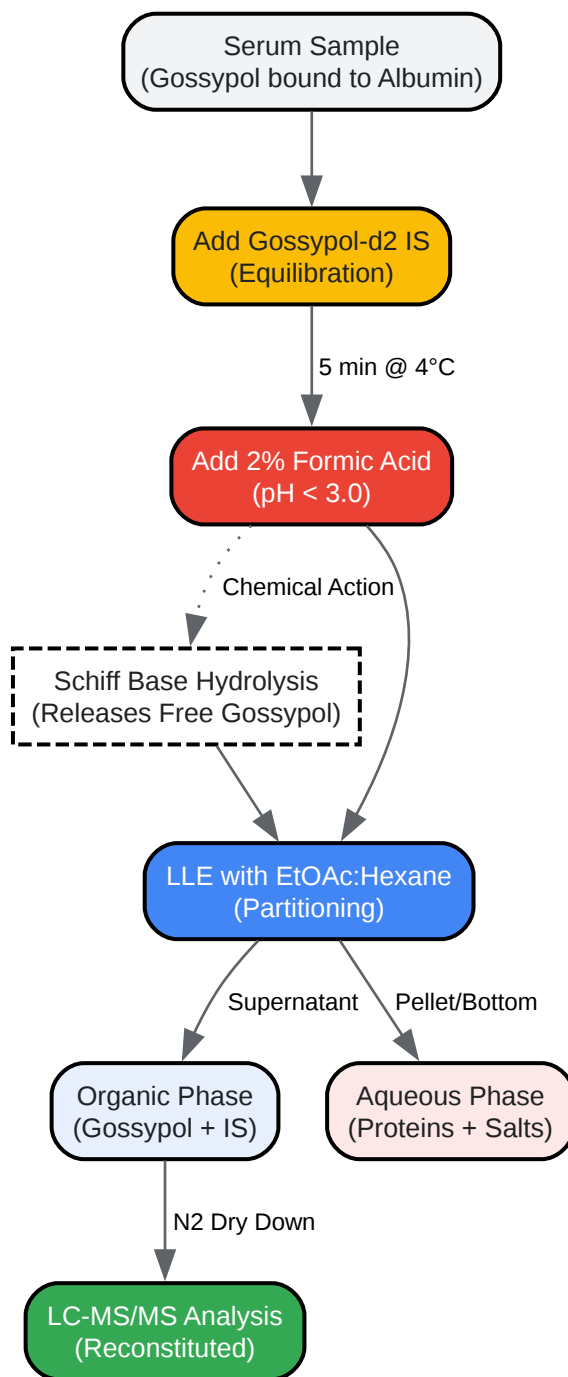 Serum Sample
(Gossypol bound to Albumin)
Add Gossypol-d2 IS
(Equilibration)
5 min @ 4°C
Add 2% Formic Acid
(pH < 3.0)
Chemical Action
Schiff Base Hydrolysis
(Releases Free Gossypol)
LLE with EtOAc:Hexane
(Partitioning)
Supernatant
Pellet/Bottom
Organic Phase
(Gossypol + IS)
Aqueous Phase
(Proteins + Salts)
N2 Dry Down
LC-MS/MS Analysis
(Reconstituted)